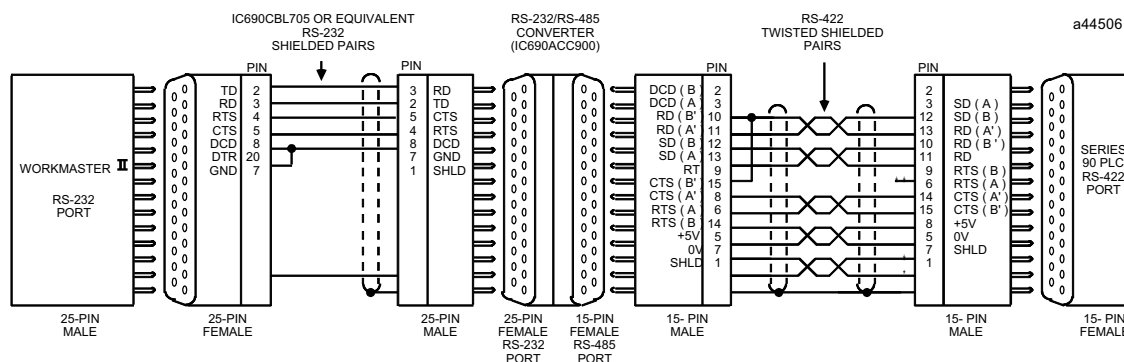 IC690CBL705 OR EQUIVALENT
RS-232
SHIELDED PAIRS
RS-232/RS-485
CONVERTER
(IC690ACC900)
RS-422
TWISTED SHIELDED
PAIRS
a44506
WORKMASTER II
RS-232
PORT
PIN
TD 2
RD 3
RTS 4
CTS 5
DCD 8
DTR 20
GND 7
PIN
3 RD
2 TD
5 CTS
4 RTS
8 DCD
7 GND
1 SHLD
PIN
DCD ( B ) 2
DCD ( A ) 3
RD ( B' ) 10
RD ( A' ) 11
SD ( B ) 12
SD ( A ) 13
RT 9
CTS ( B' ) 15
CTS ( A' ) 8
RTS ( A ) 6
RTS ( B ) 14
+5V 5
0V 7
SHLD 1
PIN
2
3 SD ( A )
12 SD ( B )
13 RD ( A' )
10 RD ( B' )
11 RD
9 RTS ( B )
6 RTS ( A )
14 CTS ( A' )
15 CTS ( B' )
8 +5V
5 0V
7 SHLD
1
SERIES
90 PLC
RS-422
PORT
25-PIN
MALE
25-PIN
FEMALE
25-PIN
MALE
25-PIN
FEMALE
RS-232
PORT
15-PIN
FEMALE
RS-485
PORT
15- PIN
MALE
15- PIN
MALE
15- PIN
FEMALE